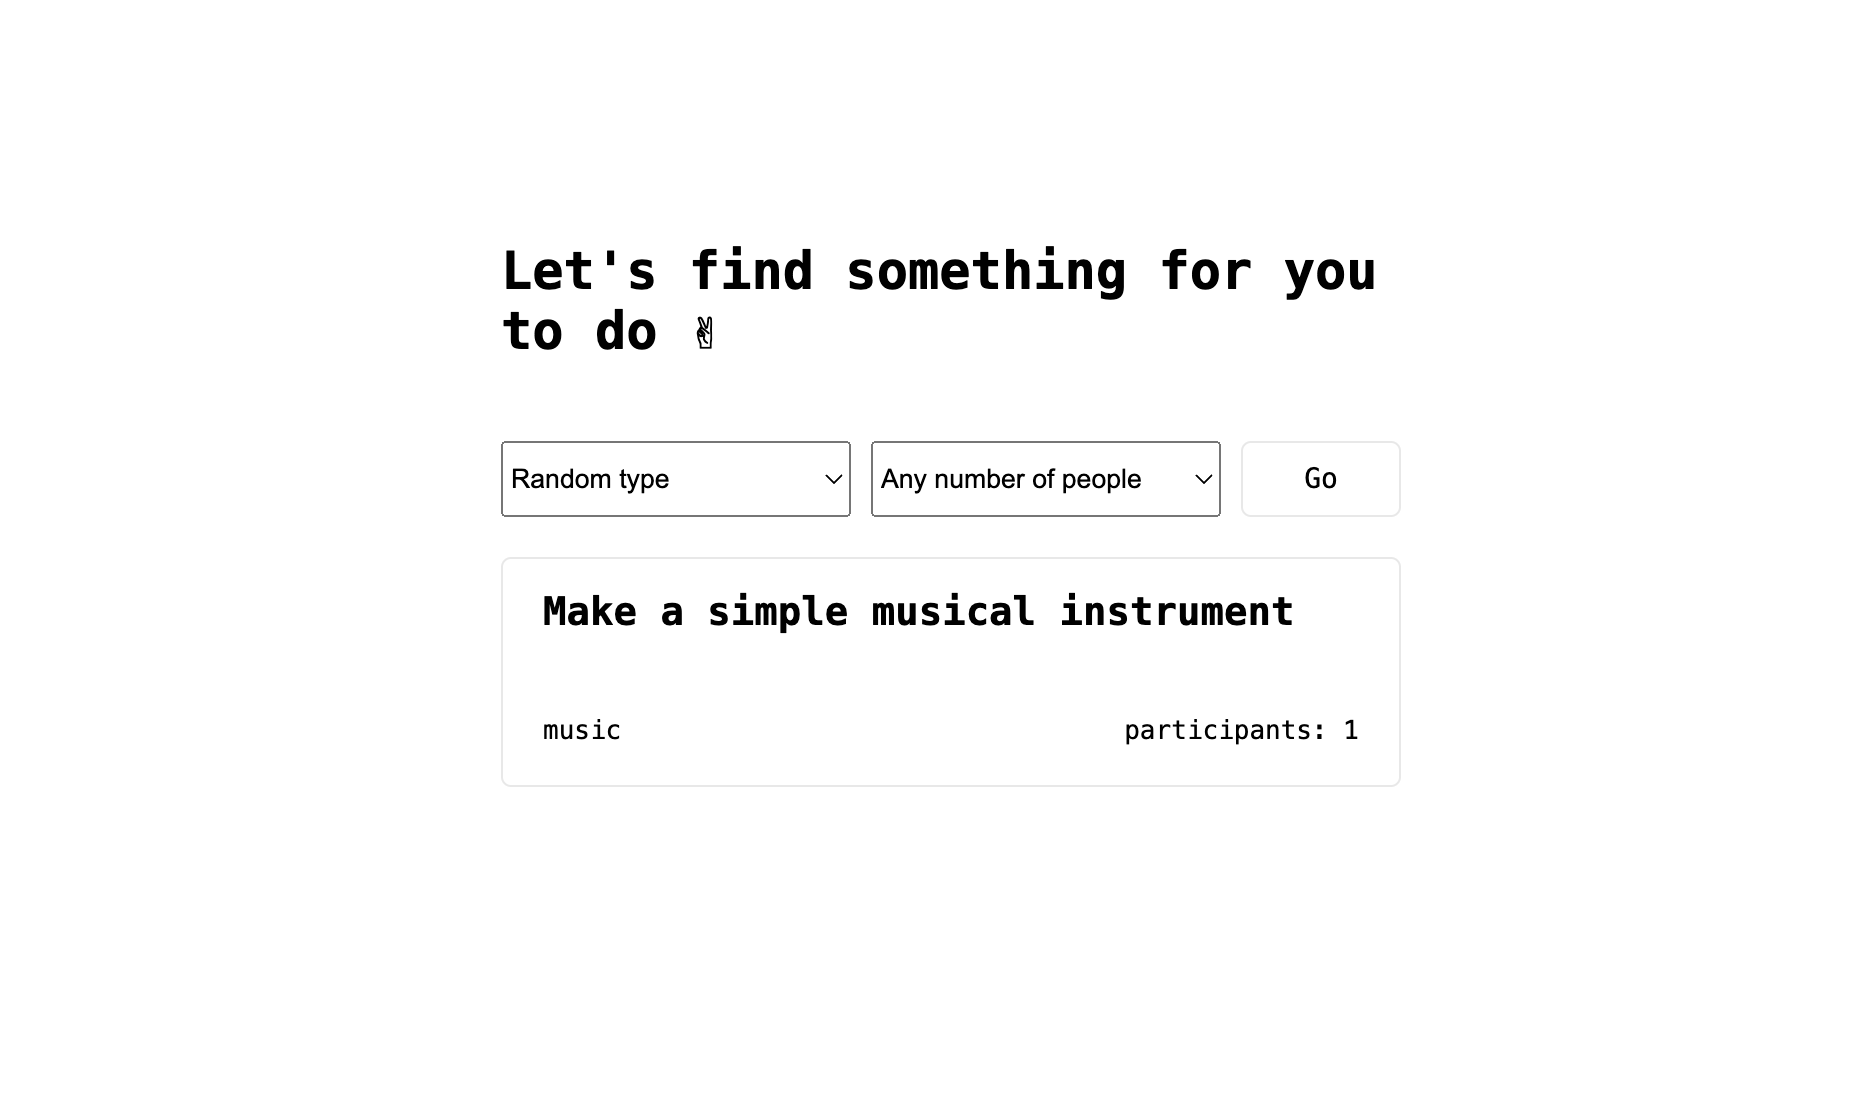 Let's find something for you
to do ✌
Random type
Any number of people
Go
Make a simple musical instrument
music
participants: 1